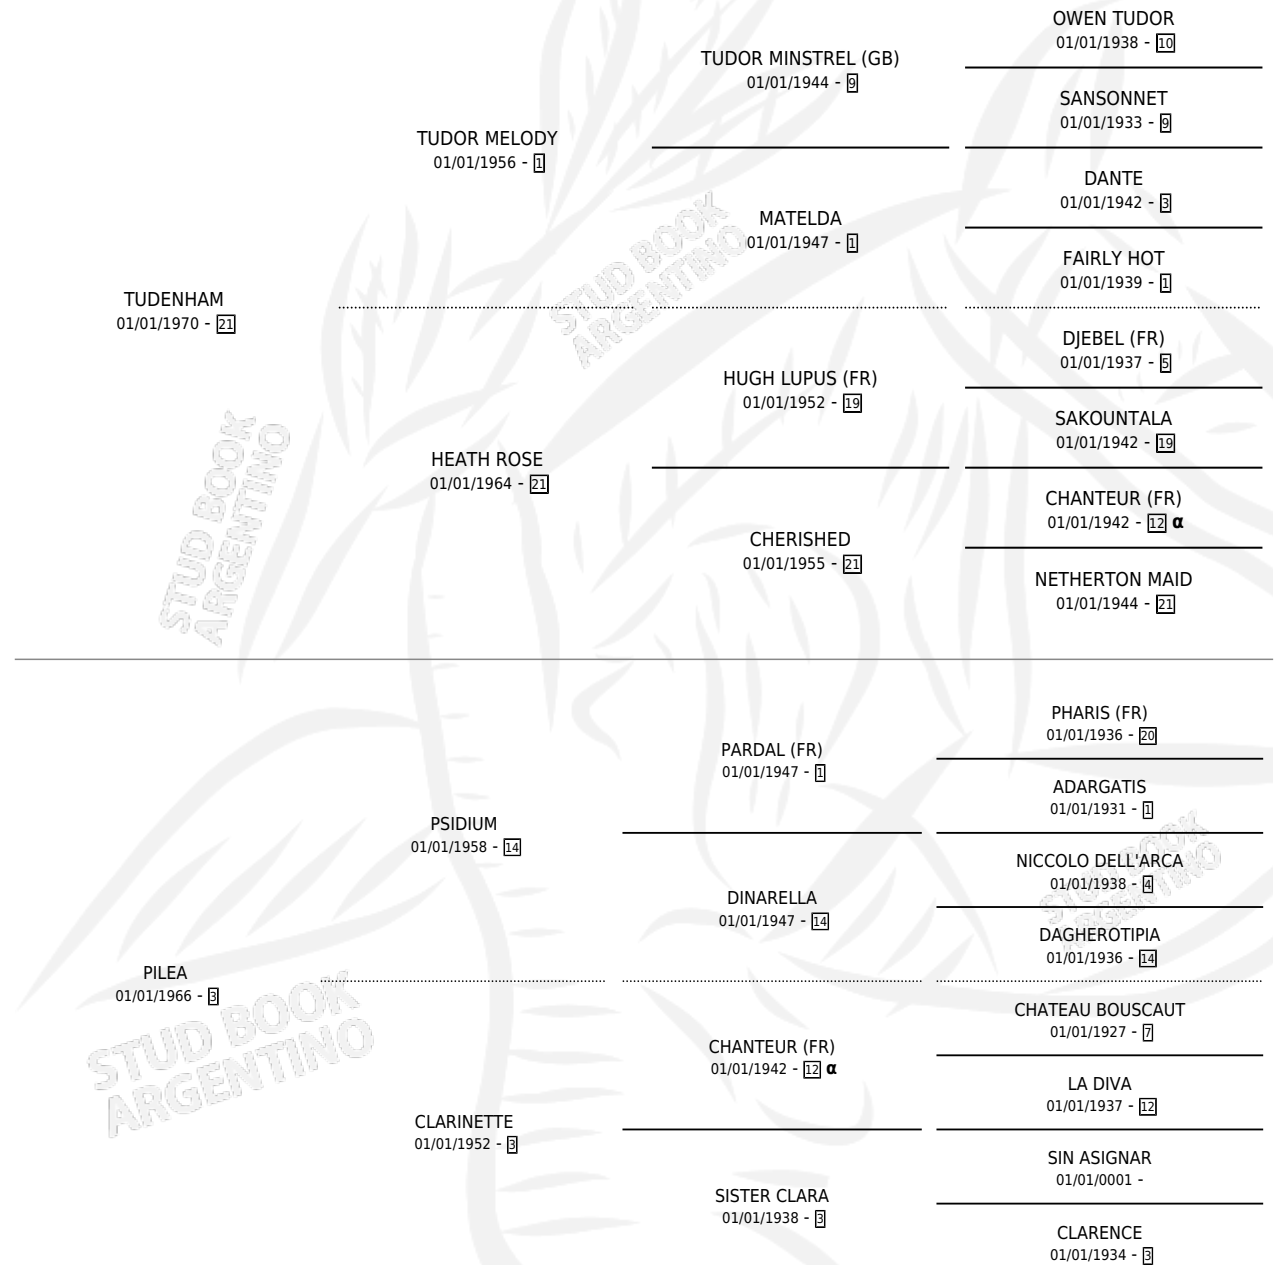 OWEN TUDOR
01/01/1938 - 10
TUDOR MINSTREL (GB)
01/01/1944 - 9
SANSONNET
01/01/1933 - 9
TUDOR MELODY
01/01/1956 - 1
DANTE
01/01/1942 - 3
MATELDA
01/01/1947 - 1
FAIRLY HOT
01/01/1939 - 1
TUDENHAM
01/01/1970 - 21
DJEBEL (FR)
01/01/1937 - 5
HUGH LUPUS (FR)
01/01/1952 - 19
SAKOUNTALA
01/01/1942 - 19
HEATH ROSE
01/01/1964 - 21
CHANTEUR (FR)
01/01/1942 - 12 α
CHERISHED
01/01/1955 - 21
NETHERTON MAID
01/01/1944 - 21
PHARIS (FR)
01/01/1936 - 20
PARDAL (FR)
01/01/1947 - 1
ADARGATIS
01/01/1931 - 1
PSIDIUM
01/01/1958 - 14
NICCOLO DELL'ARCA
01/01/1938 - 4
DINARELLA
01/01/1947 - 14
DAGHEROTIPIA
01/01/1936 - 14
PILEA
01/01/1966 - 3
CHATEAU BOUSCAUT
01/01/1927 - 7
CHANTEUR (FR)
01/01/1942 - 12 α
LA DIVA
01/01/1937 - 12
CLARINETTE
01/01/1952 - 3
SIN ASIGNAR
01/01/0001 -
SISTER CLARA
01/01/1938 - 3
CLARENCE
01/01/1934 - 3
STUD BOOK
ARGENTINO
STUD BOOK
ARGENTINO
STUD BOOK
ARGENTINO
STUD BOOK
ARGENTINO